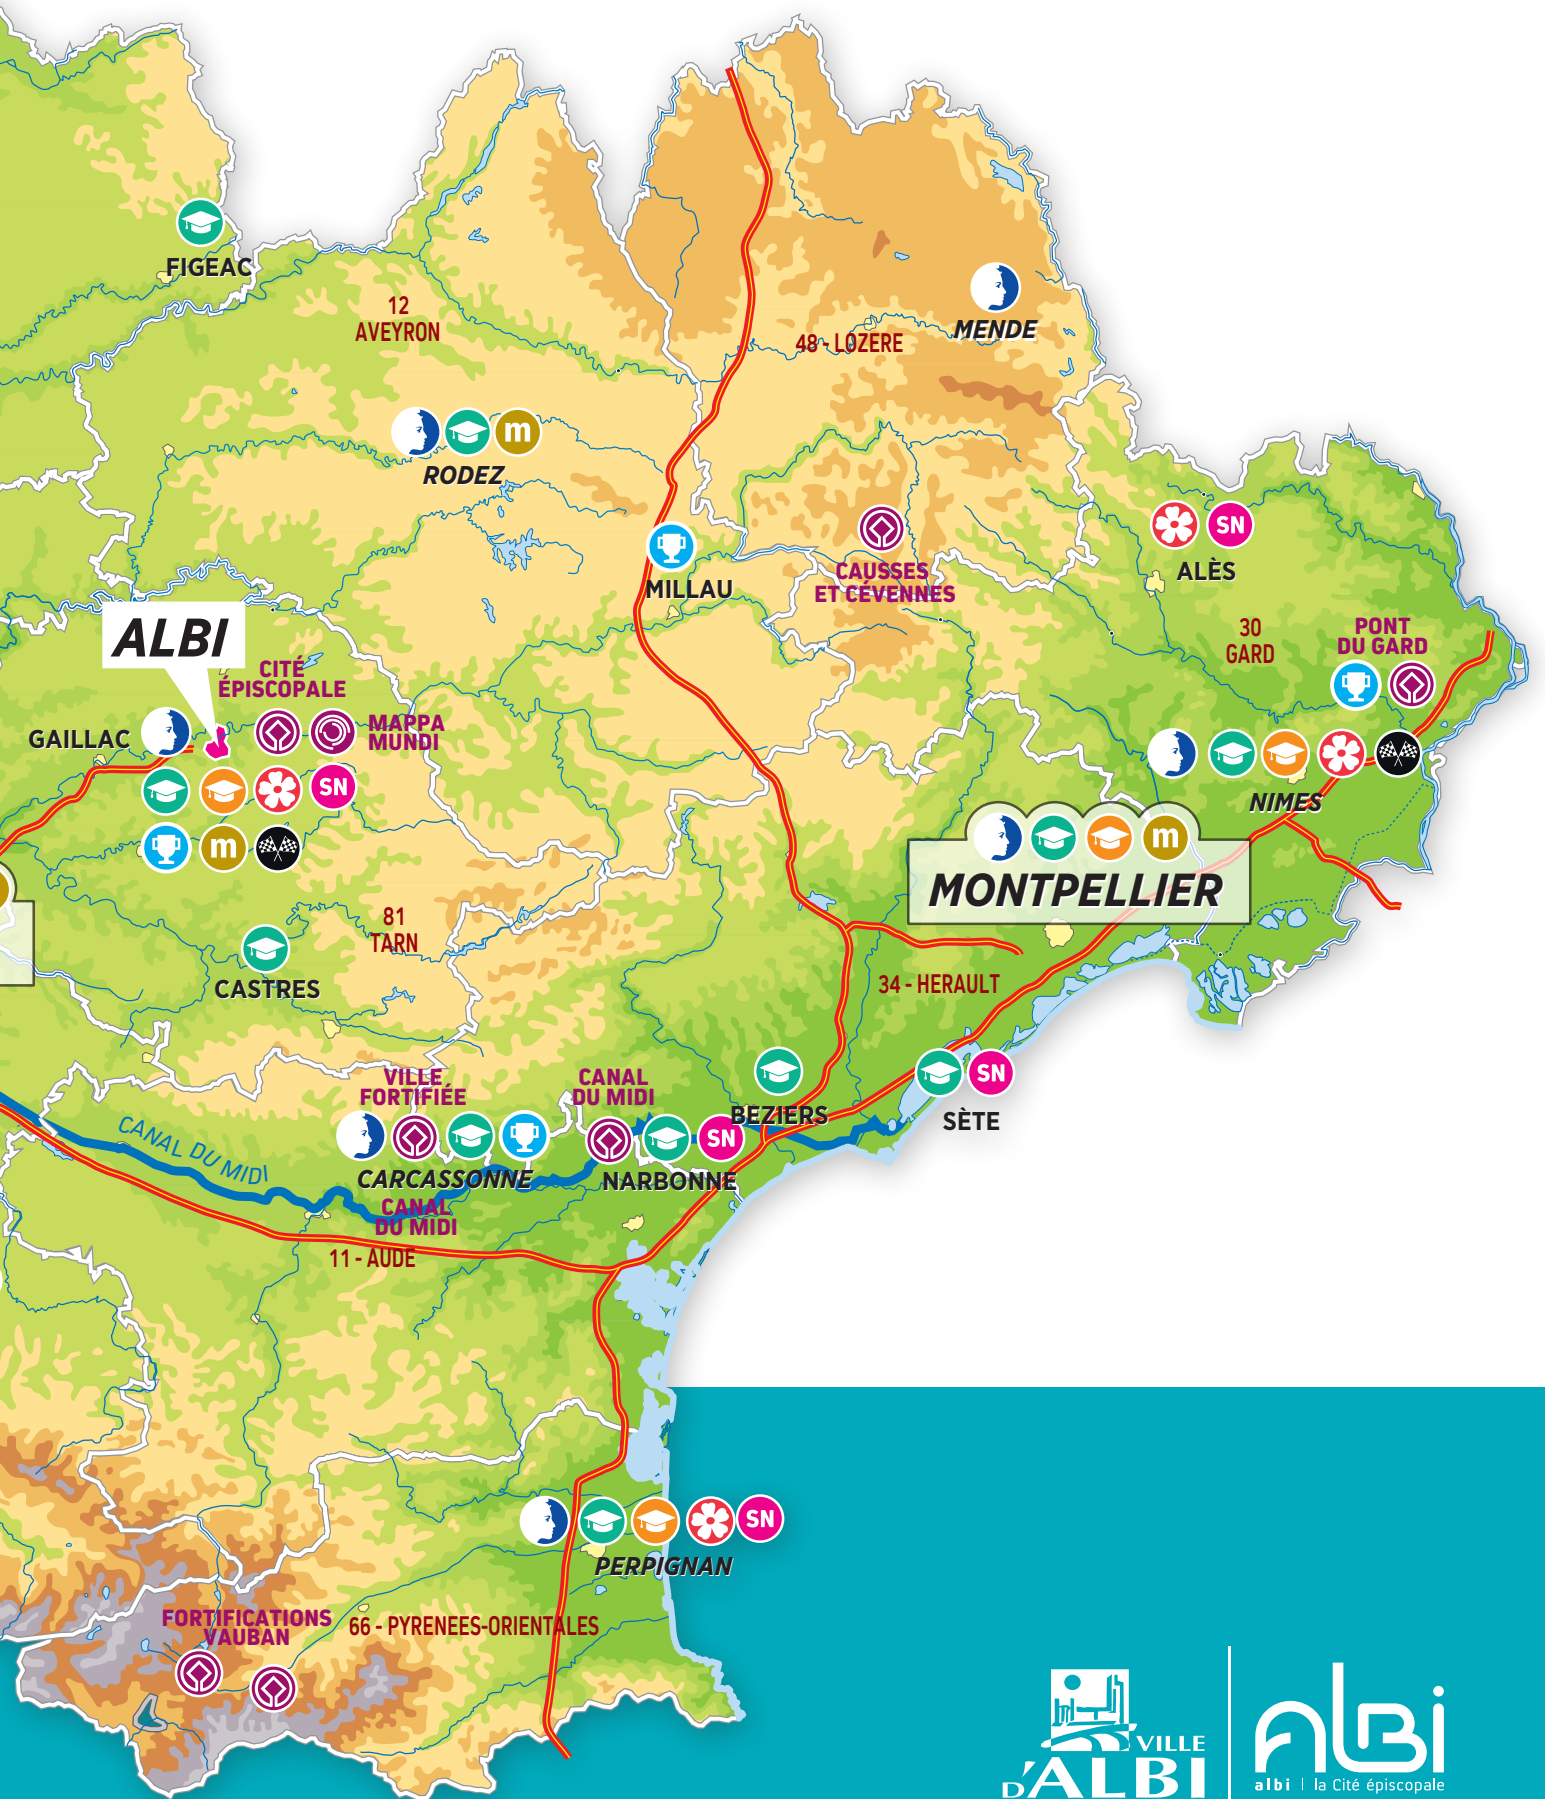 FIGEAC
12
AVEYRON
48 - LOZERE
MENDE
m
RODEZ
MILLAU
CAUSSES
ET CÉVENNES
SN
ALÈS
30
GARD
PONT
DU GARD
ALBI
CITÉ
ÉPISCOPALE
GAILLAC
MAPPA
MUNDI
SN
m
NIMES
m
MONTPELLIER
81
TARN
CASTRES
34 - HERAULT
VILLE
FORTIFIÉE
CANAL
DU MIDI
BEZIERS
SN
SÈTE
CANAL DU MIDI
CARCASSONNE
SN
NARBONNE
CANAL
DU MIDI
11 - AUDE
SN
PERPIGNAN
FORTIFICATIONS
VAUBAN
66 - PYRENEES-ORIENTALES
VILLE
D'ALBI
albi
albi | la Cité épiscopale